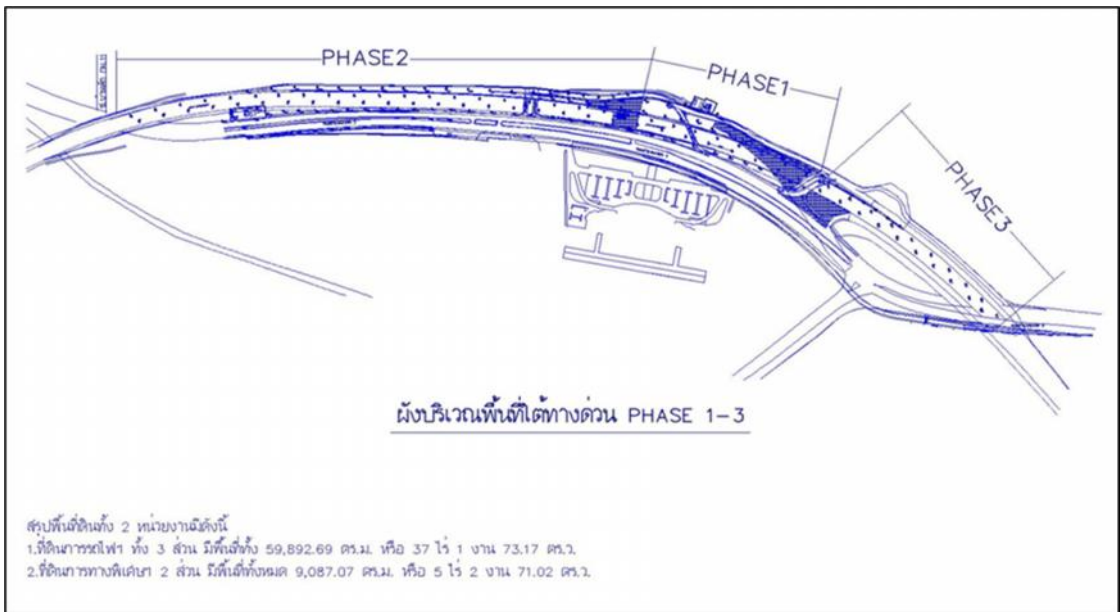 PHASE2
PHASE1
PHASE3
ผังบริเวณพื้นที่ใต้ทางด่วน PHASE 1-3
สรุปพื้นที่ดินทั้ง 2 หน่วยงานมีดังนี้
1.ที่ดินการรถไฟฯ ทั้ง 3 ส่วน มีพื้นที่ทั้ง 59,892.69 ตร.ม. หรือ 37 ไร่ 1 งาน 73.17 ตร.ว.
2.ที่ดินการทางพิเศษฯ 2 ส่วน มีพื้นที่ทั้งหมด 9,087.07 ตร.ม. หรือ 5 ไร่ 2 งาน 71.02 ตร.ว.